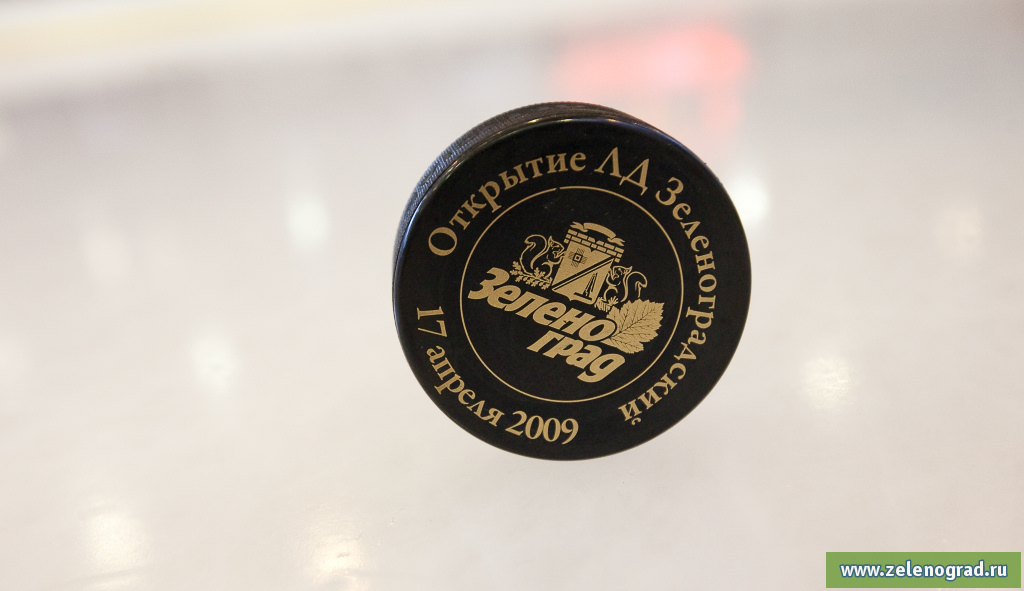 Открытие ЛД Зеленоградский
Зелено
град
17 апреля 2009
www.zelenograd.ru